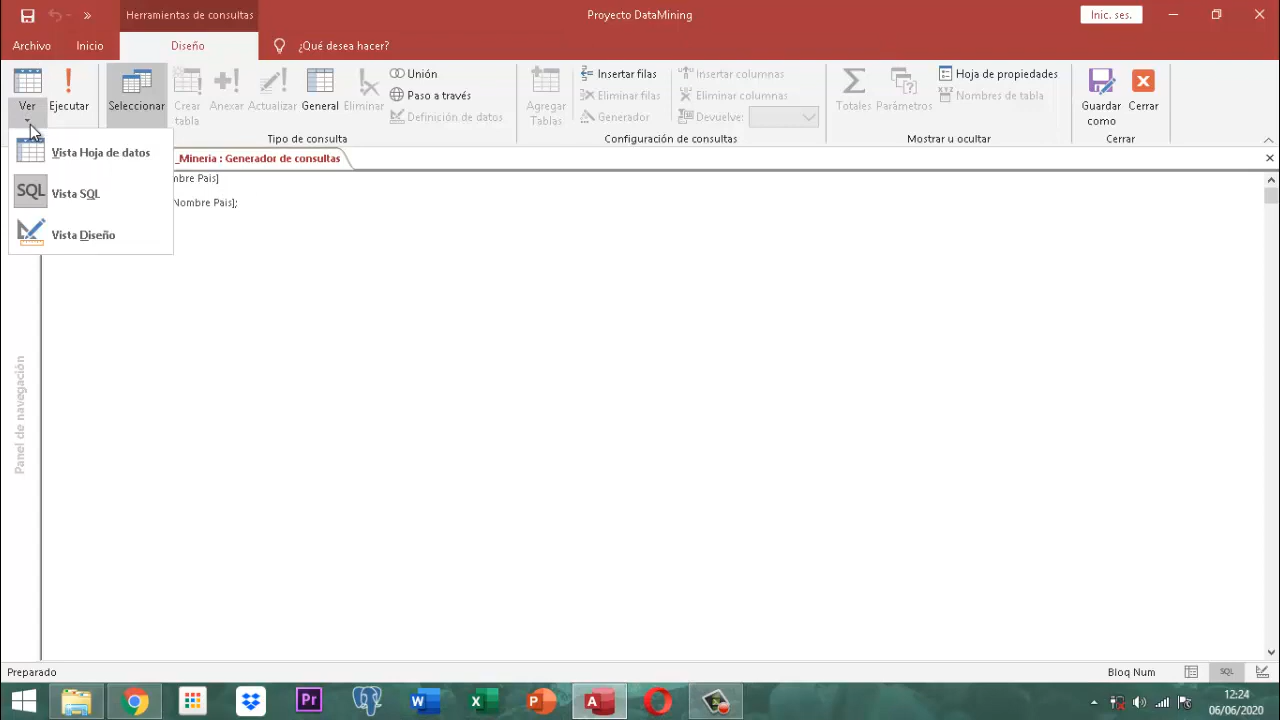 Herramientas de consultas
Proyecto DataMining
Inic. ses.
Archivo
Inicio
Diseño
¿Qué desea hacer?
Ver
Ejecutar
Seleccionar
Crear tabla
Anexar
Actualizar
General
Eliminar
Unión
Paso a través
Definición de datos
Tipo de consulta
Agregar Tablas
Insertar filas
Eliminar filas
Generador
Insertar columnas
Eliminar columnas
Devuelve:
Configuración de consultas
Totales
Parámetros
Hoja de propiedades
Nombres de tabla
Mostrar u ocultar
Guardar como
Cerrar
Cerrar
Vista Hoja de datos
SQL Vista SQL
Vista Diseño
_Mineria : Generador de consultas
mbre Pais]
Nombre Pais];
Panel de navegación
Preparado
Bloq Num
SQL
Pr
W
X
P
A
12:24
06/06/2020